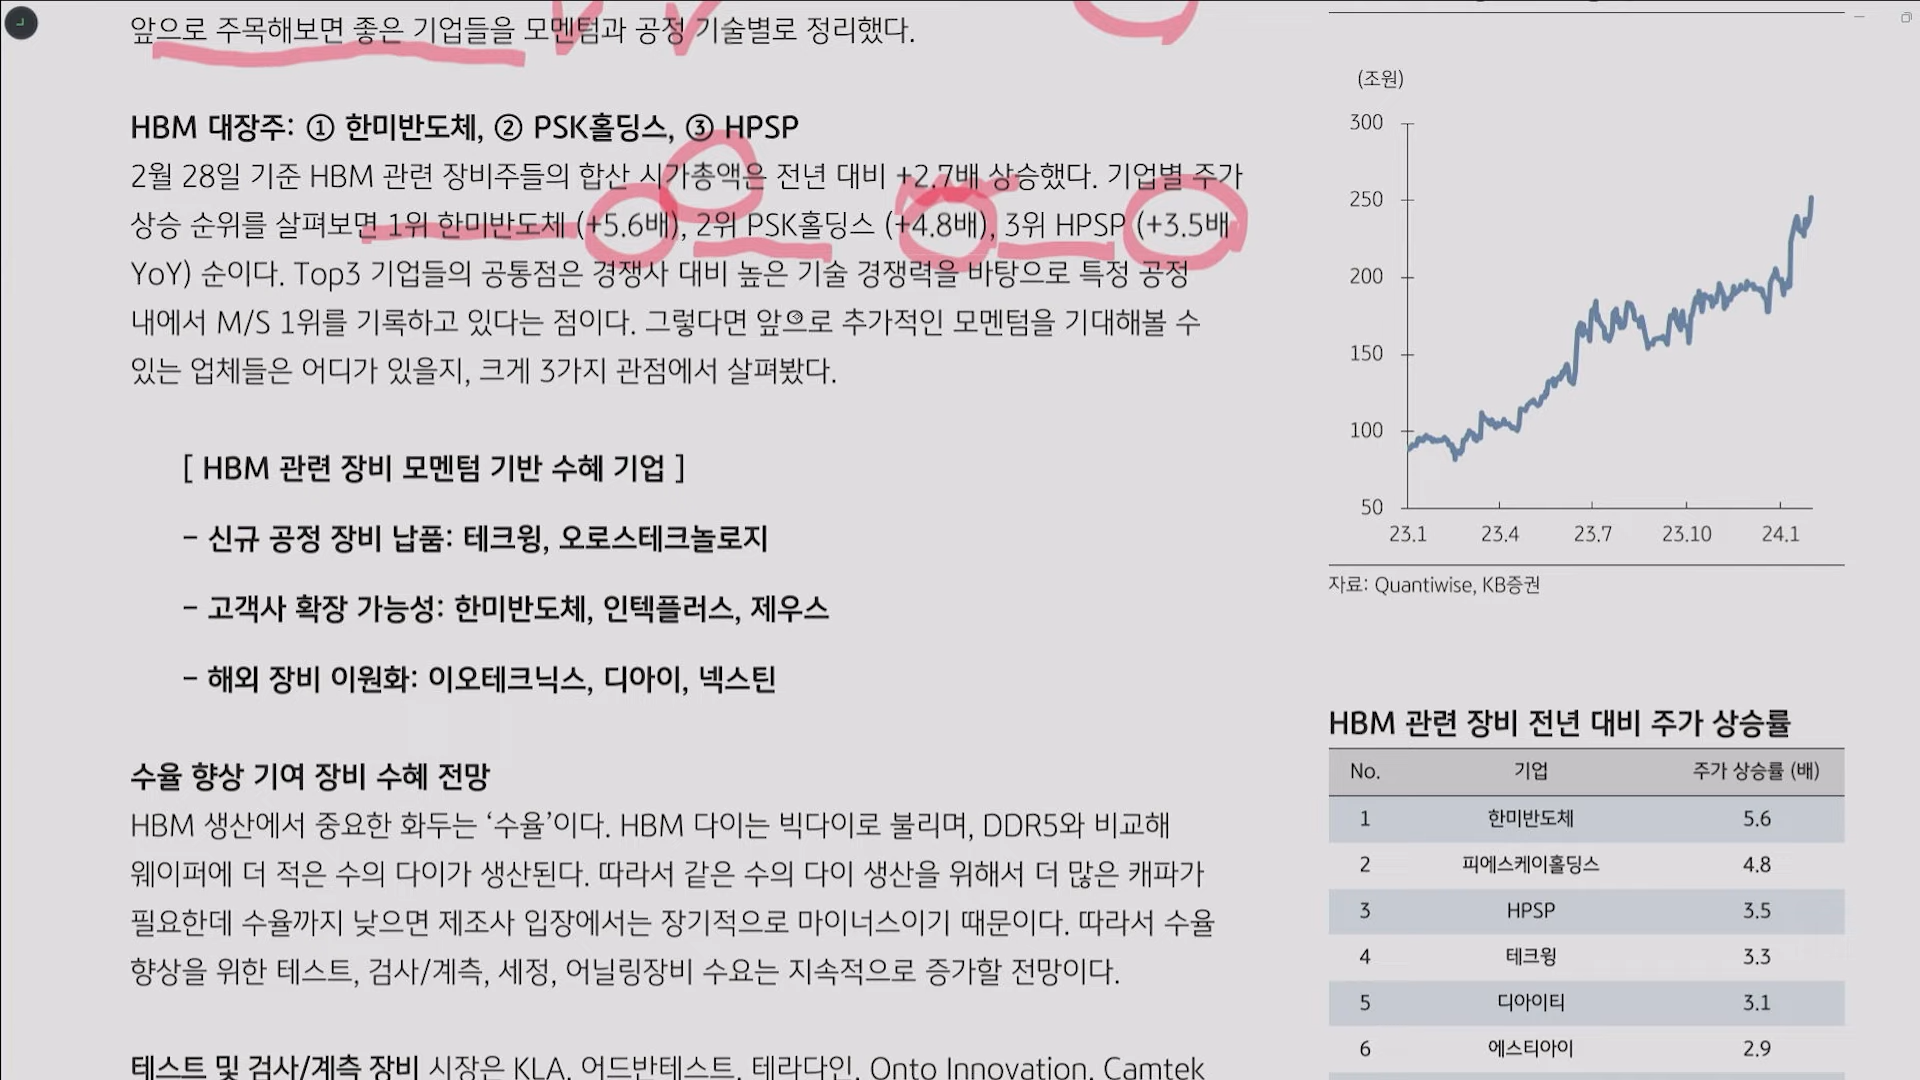 앞으로 주목해보면 좋은 기업들을 모멘텀과 공정 기술별로 정리했다.
HBM 대장주: ① 한미반도체, ② PSK홀딩스, ③ HPSP
2월 28일 기준 HBM 관련 장비주들의 합산 시가총액은 전년 대비 +2.7배 상승했다. 기업별 주가
상승 순위를 살펴보면 1위 한미반도체 (+5.6배), 2위 PSK홀딩스 (+4.8배), 3위 HPSP (+3.5배
YoY) 순이다. Top3 기업들의 공통점은 경쟁사 대비 높은 기술 경쟁력을 바탕으로 특정 공정
내에서 M/S 1위를 기록하고 있다는 점이다. 그렇다면 앞으로 추가적인 모멘텀을 기대해볼 수
있는 업체들은 어디가 있을지, 크게 3가지 관점에서 살펴봤다.
[ HBM 관련 장비 모멘텀 기반 수혜 기업 ]
– 신규 공정 장비 납품: 테크윙, 오로스테크놀로지
– 고객사 확장 가능성: 한미반도체, 인텍플러스, 제우스
– 해외 장비 이원화: 이오테크닉스, 디아이, 넥스틴
수율 향상 기여 장비 수혜 전망
HBM 생산에서 중요한 화두는 ‘수율’이다. HBM 다이는 빅다이로 불리며, DDR5와 비교해
웨이퍼에 더 적은 수의 다이가 생산된다. 따라서 같은 수의 다이 생산을 위해서 더 많은 캐파가
필요한데 수율까지 낮으면 제조사 입장에서는 장기적으로 마이너스이기 때문이다. 따라서 수율
향상을 위한 테스트, 검사/계측, 세정, 어닐링장비 수요는 지속적으로 증가할 전망이다.
테스트 및 검사/계측 장비 시장은 KLA, 어드반테스트, 테라다인, Onto Innovation, Camtek
(조원)
300
250
200
150
100
50
23.1 23.4 23.7 23.10 24.1
자료: Quantiwise, KB증권
HBM 관련 장비 전년 대비 주가 상승률
No. 기업 주가 상승률 (배)
1 한미반도체 5.6
2 피에스케이홀딩스 4.8
3 HPSP 3.5
4 테크윙 3.3
5 디아이티 3.1
6 에스티아이 2.9